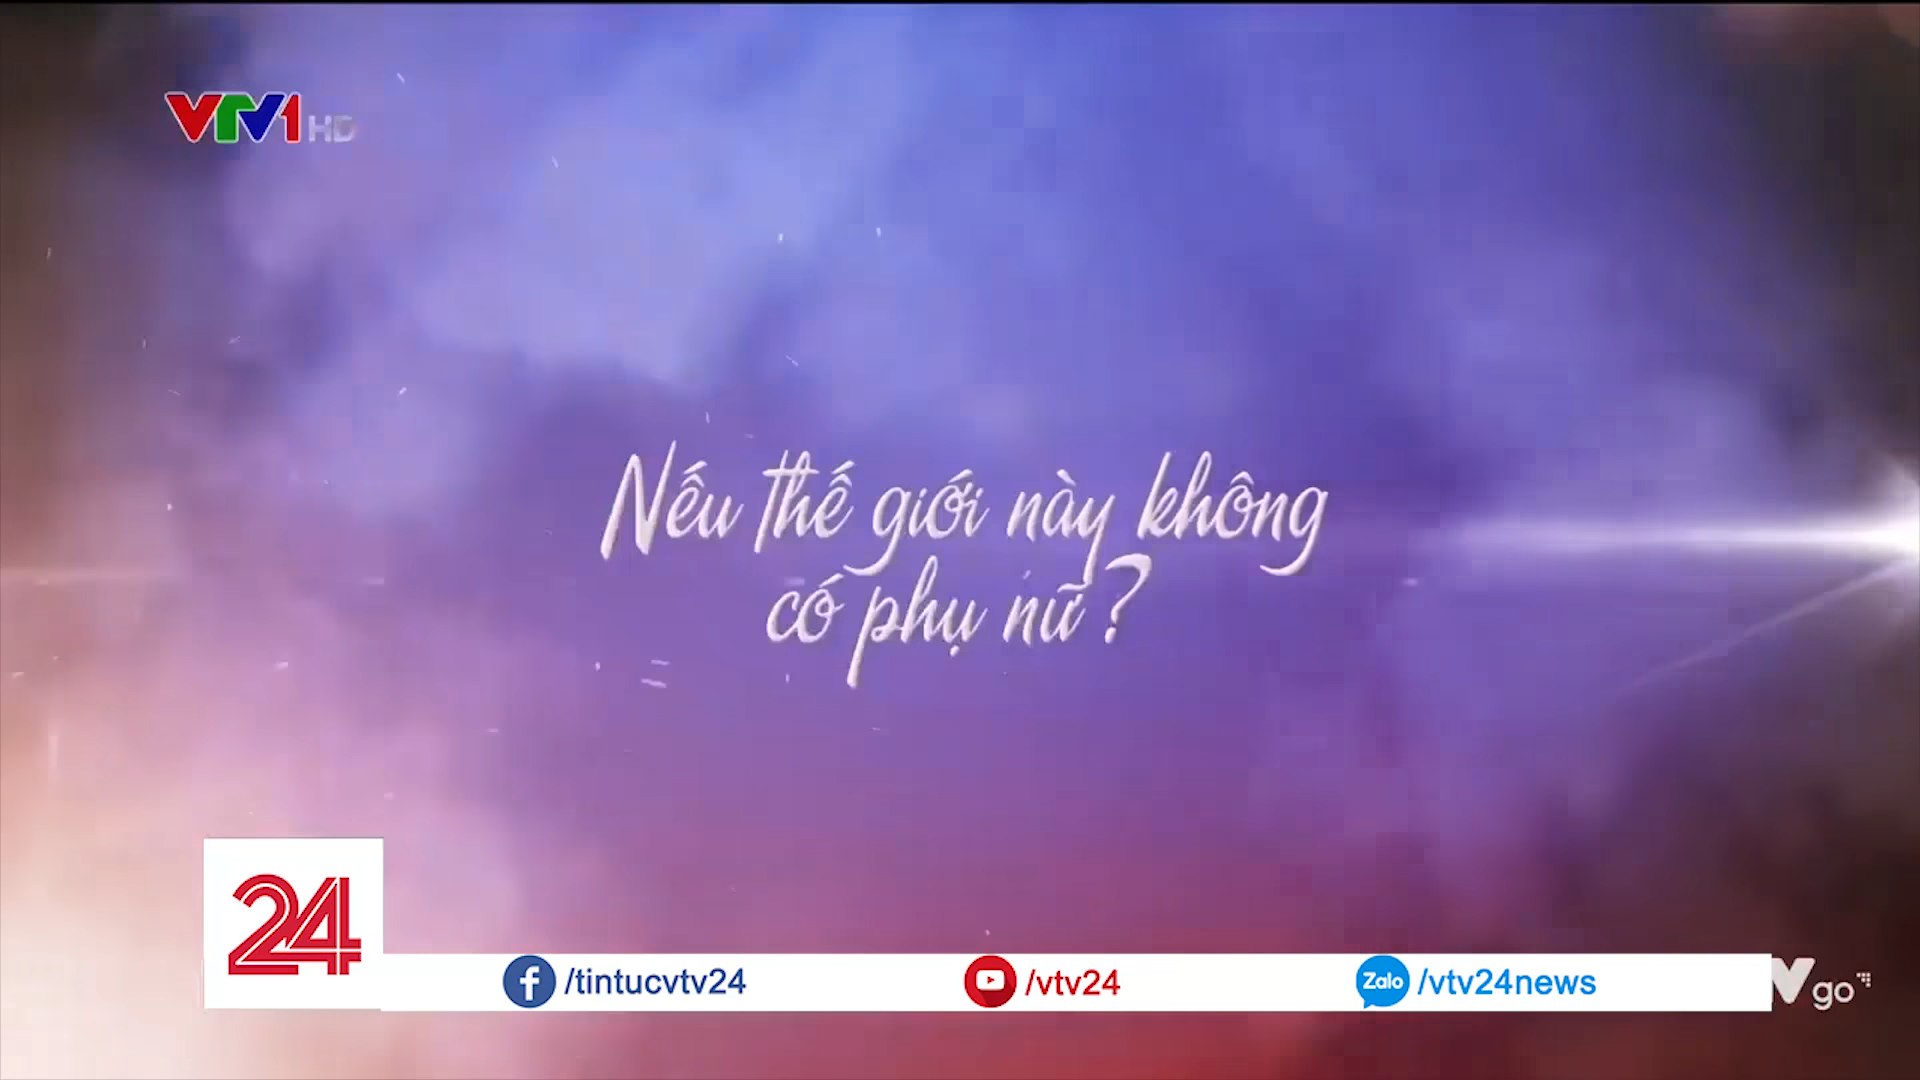 VTV1 HD
Nếu thế giới này không
có phụ nữ?
24
/tintucvtv24
/vtv24
Zalo /vtv24news
go